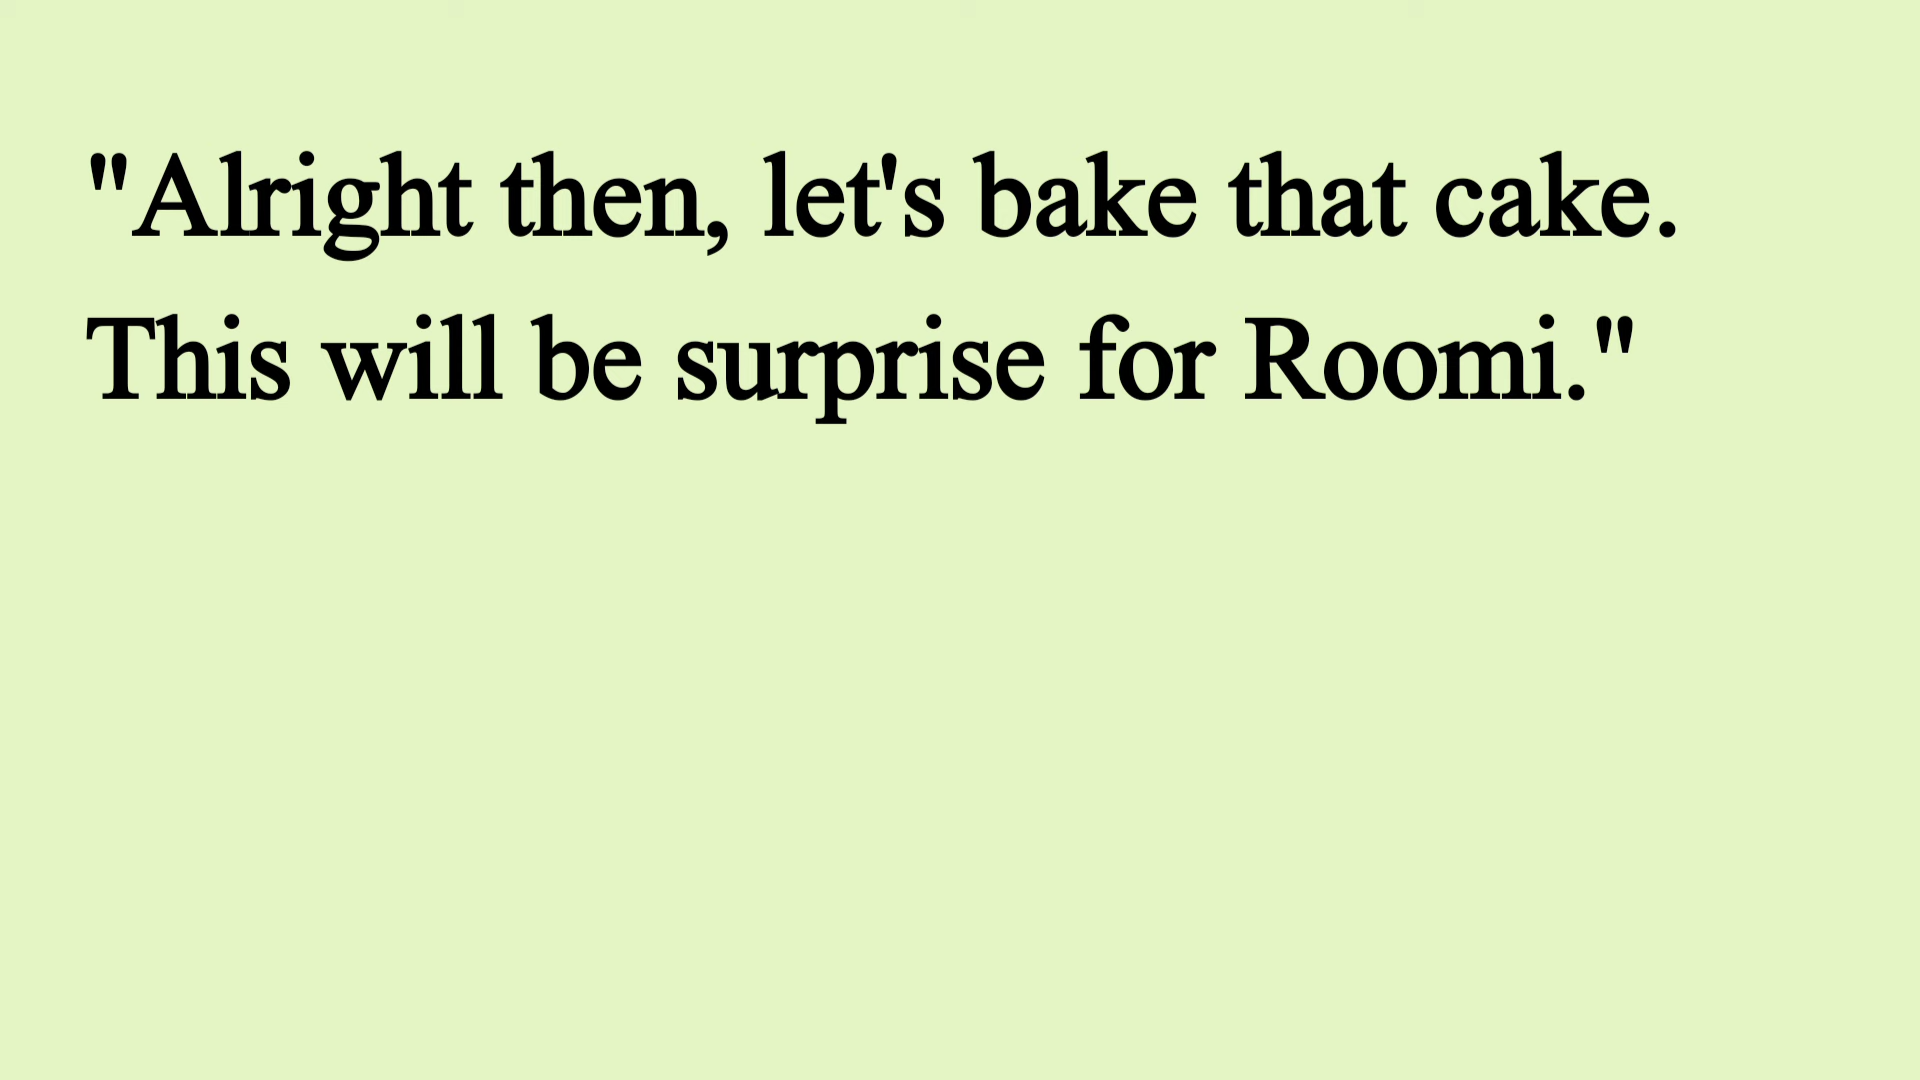 "Alright then, let's bake that cake.
This will be surprise for Roomi."